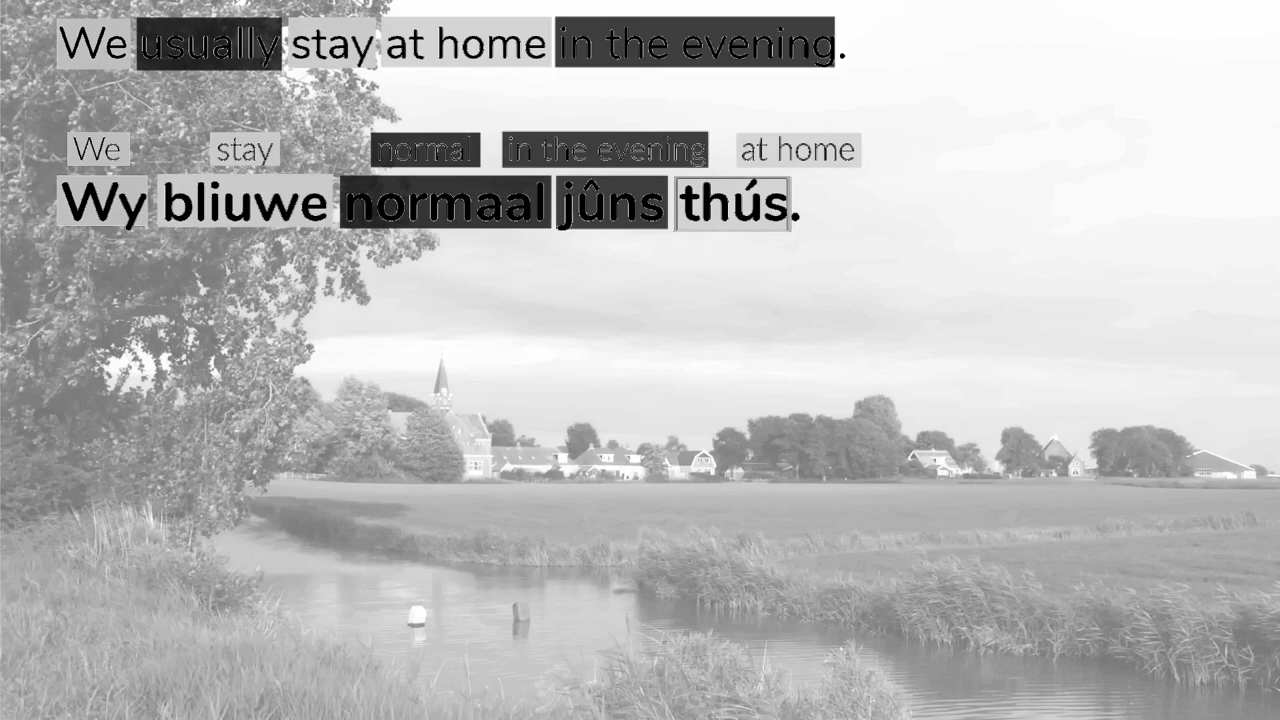 We usually stay at home in the evening.
We stay normal in the evening at home
Wy bliuwe normaal jûns thús.